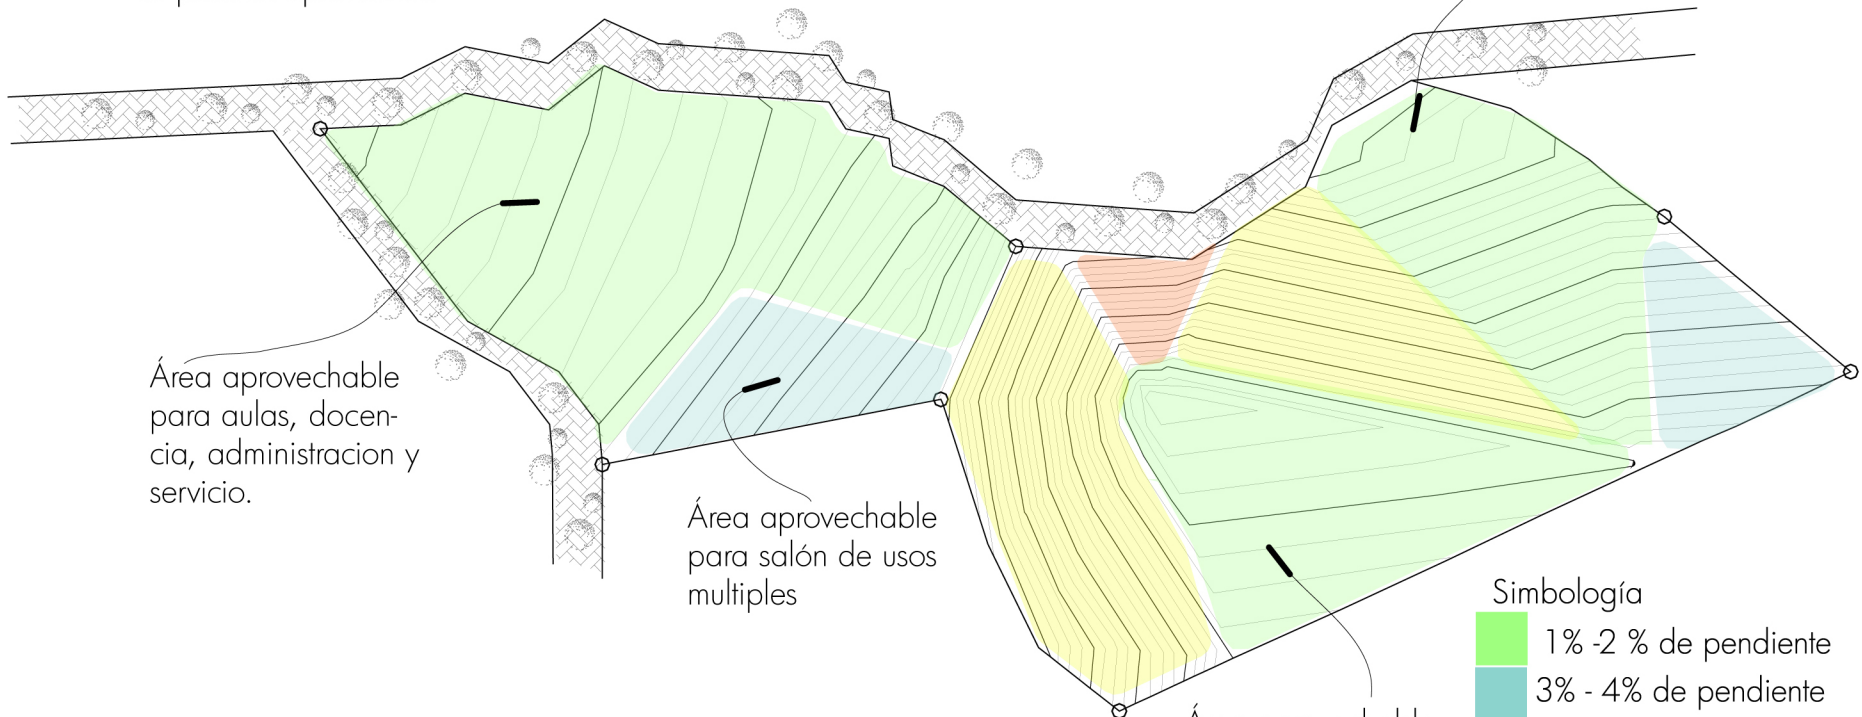 Área aprovechable
para aulas, docen-
cia, administracion y
servicio.
Área aprovechable
para salón de usos
multiples
Simbología
1% -2 % de pendiente
3% - 4% de pendiente